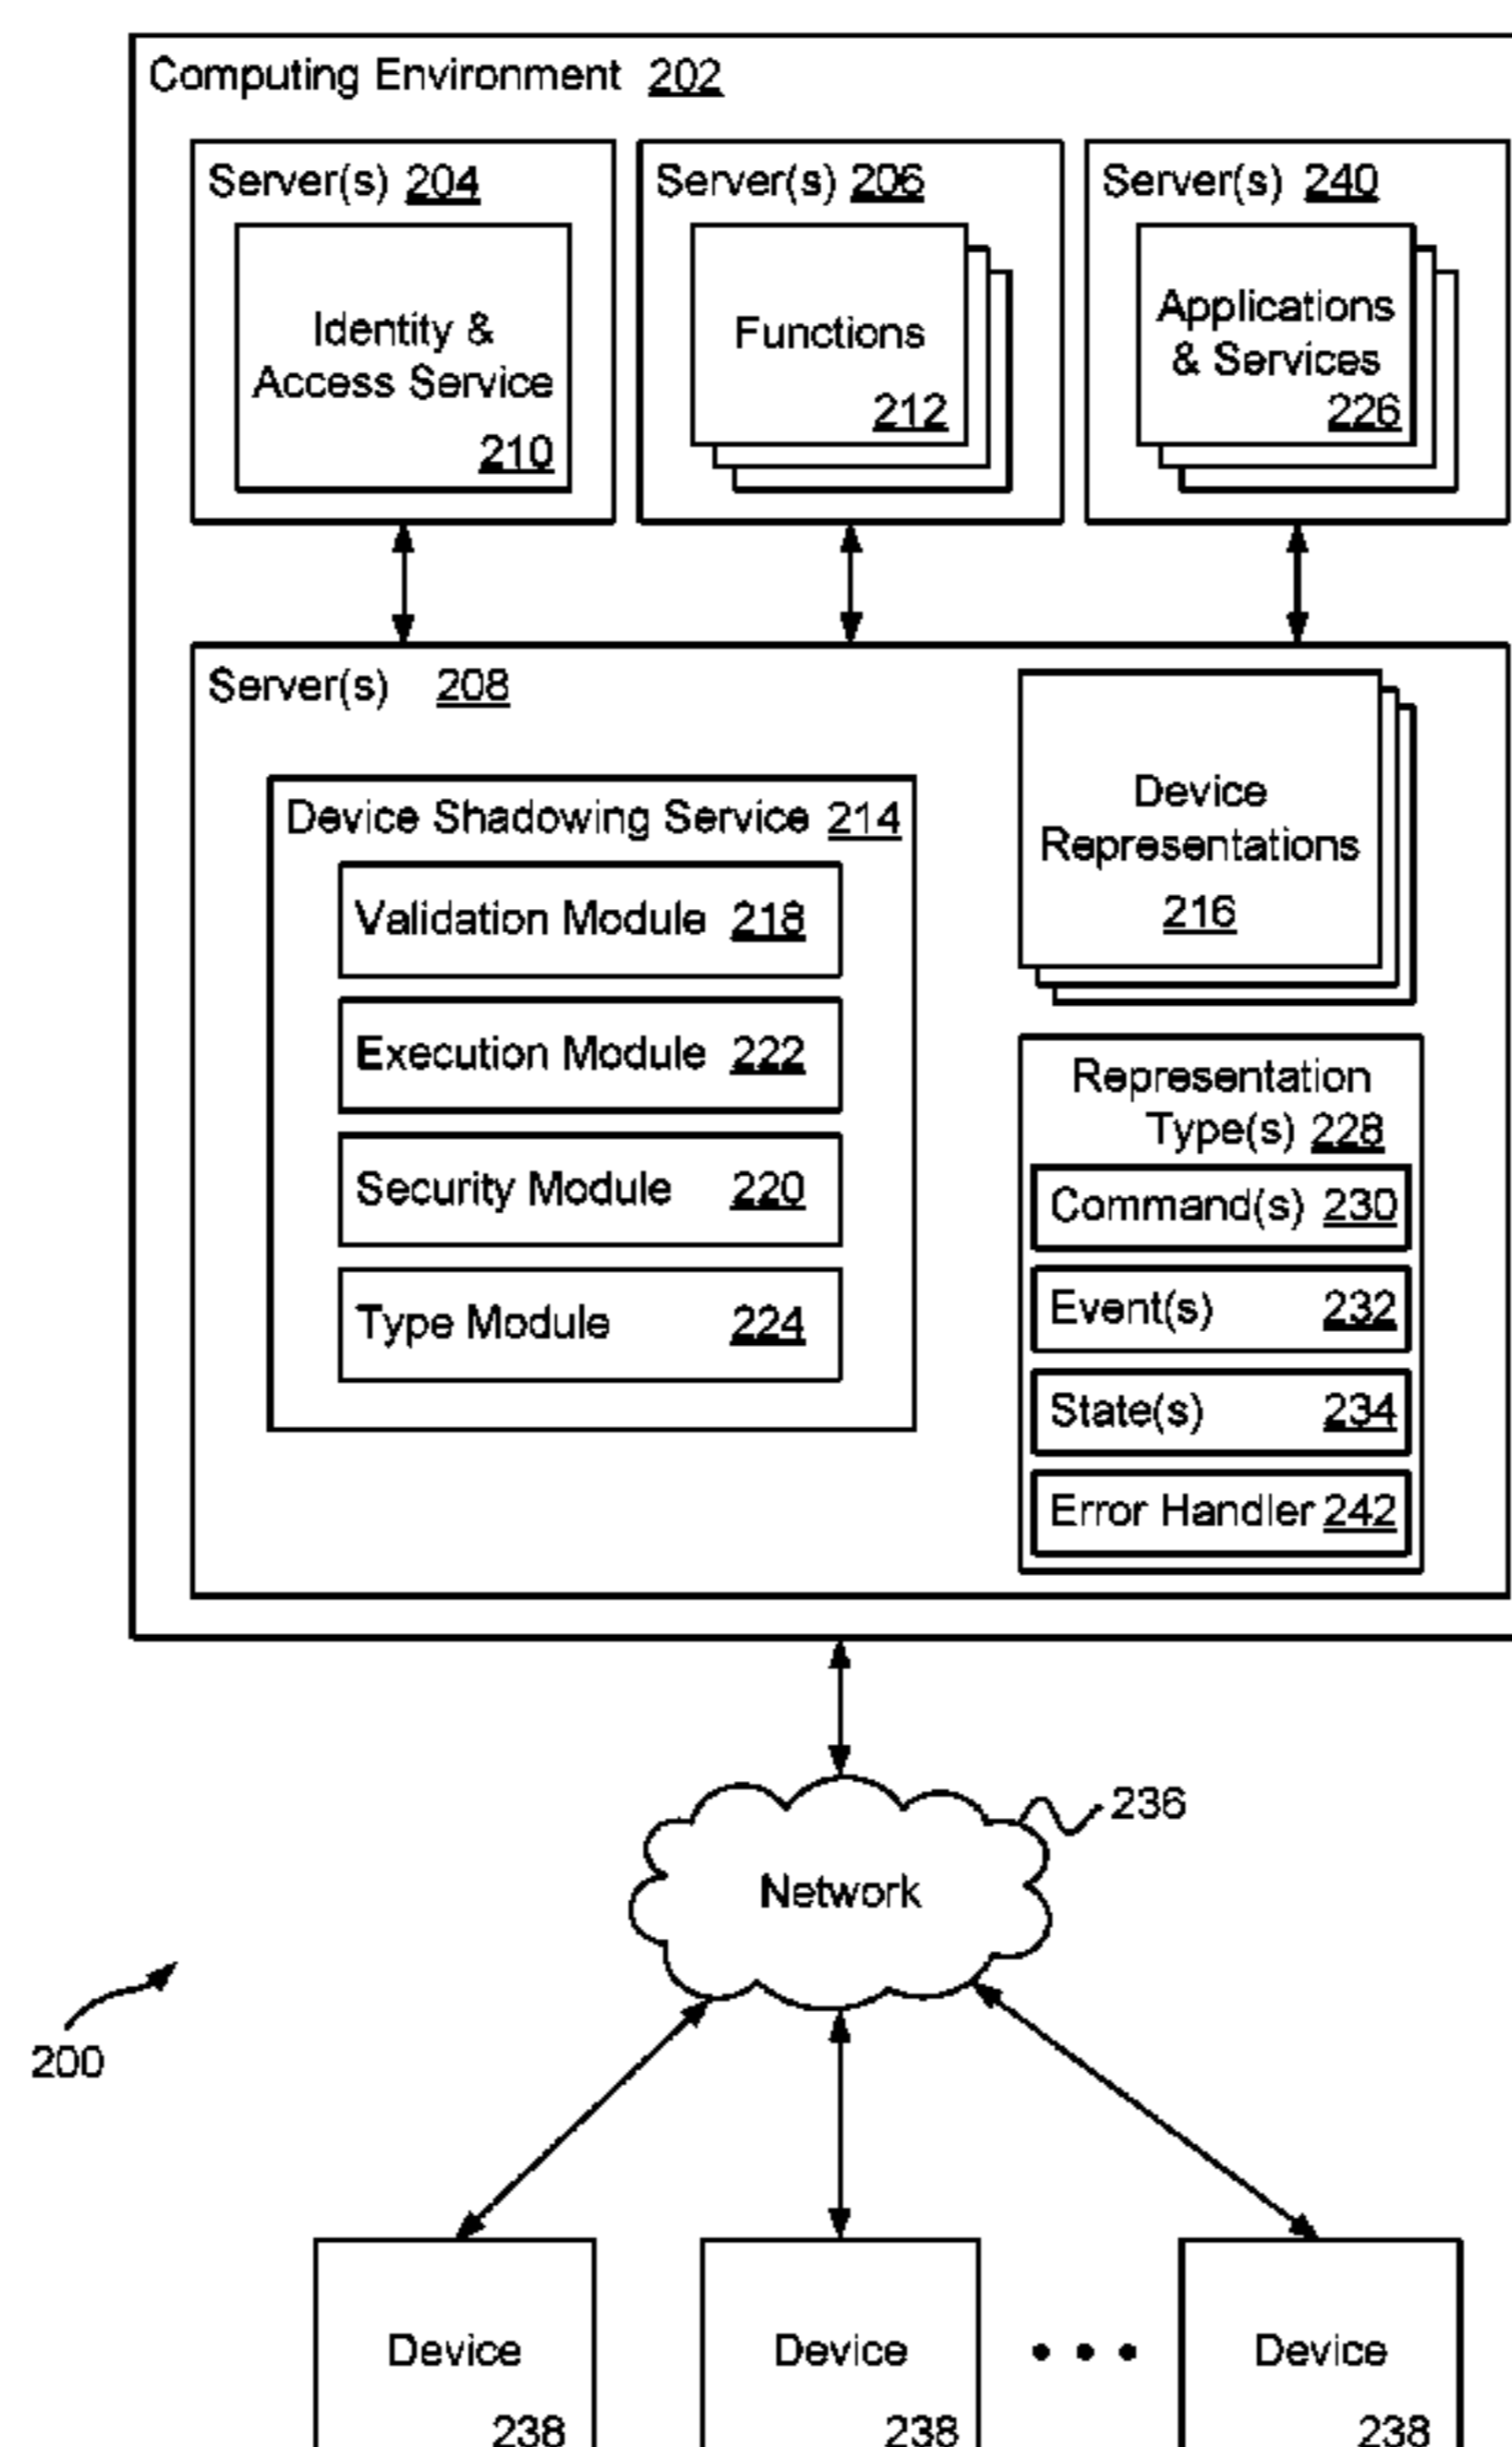 Computing Environment 202
Server(s) 204
Identity &
Access Service
210
Server(s) 206
Functions
212
Server(s) 240
Applications
& Services
226
Server(s) 208
Device Shadowing Service 214
Validation Module 218
Execution Module 222
Security Module 220
Type Module 224
Device
Representations
216
Representation
Type(s) 228
Command(s) 230
Event(s) 232
State(s) 234
Error Handler 242
236
Network
200
Device
238
Device
238
Device
238